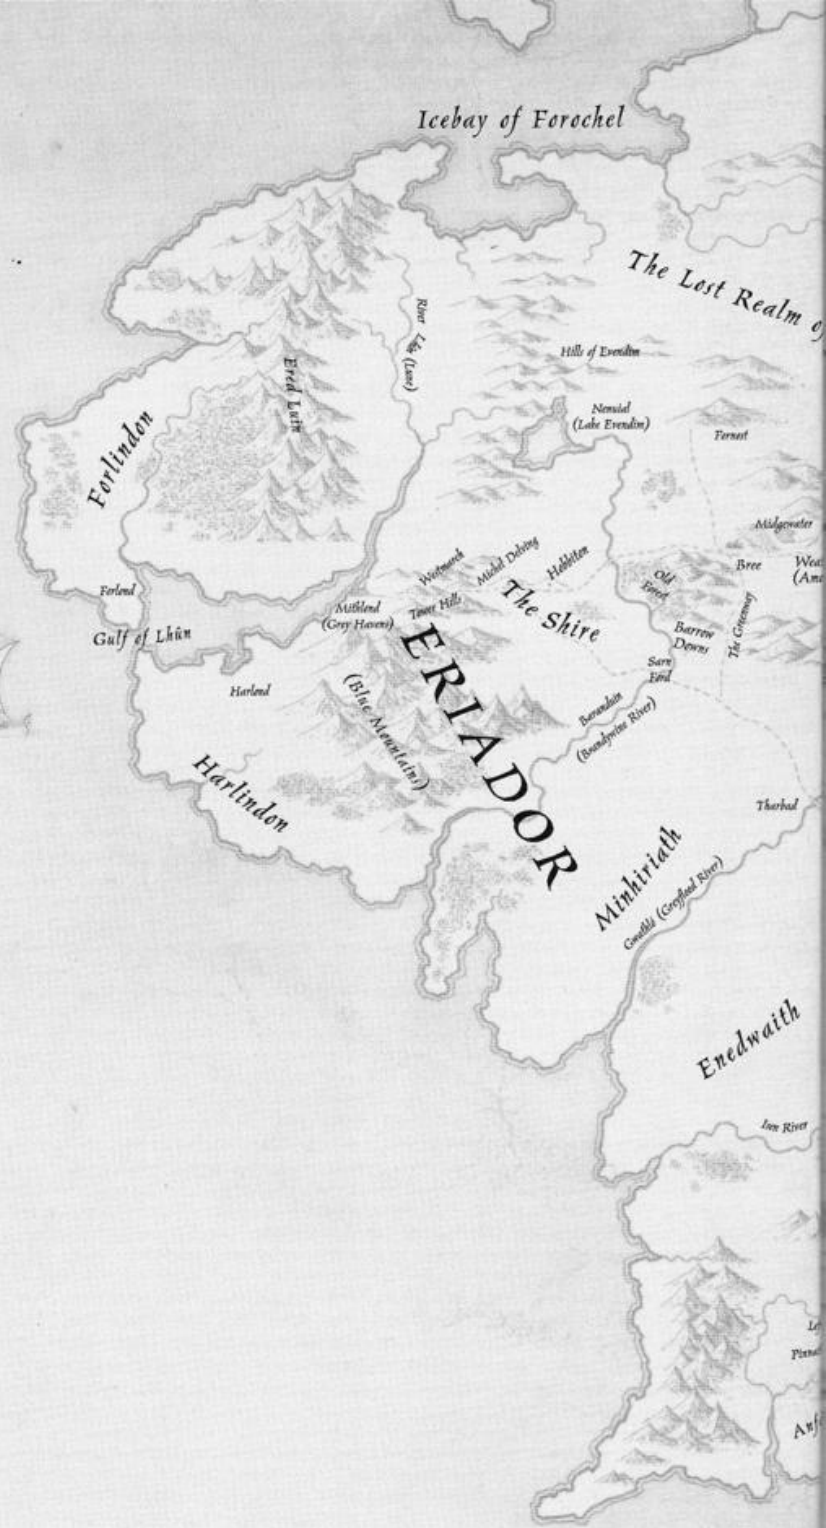 Icebay of Forochel
The Lost Realm of
River Lhûn (Lune)
Hills of Evendim
Ered Luin
Nenuial
(Lake Evendim)
Forlindon
Fornest
Midgewater
Westmarch
Michel Delving
Hobbiton
Bree
Old
Forest
Forlond
Mithlond
(Grey Havens)
Tower Hills
The Shire
The Greenway
Gulf of Lhûn
Barrow
Downs
Sarn
Ford
Harlond
ERIADOR
(Blue Mountains)
Baranduin
(Brandywine River)
Harlindon
Tharbad
Minhiriath
Gwathló (Greyflood River)
Enedwaith
Isen River